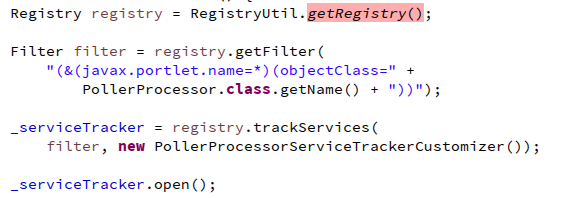 Registry registry = RegistryUtil.getRegistry();
Filter filter = registry.getFilter(
"(&(javax.portlet.name=*)(objectClass=" +
PollerProcessor.class.getName() + "))");
_serviceTracker = registry.trackServices(
filter, new PollerProcessorServiceTrackerCustomizer());
_serviceTracker.open();